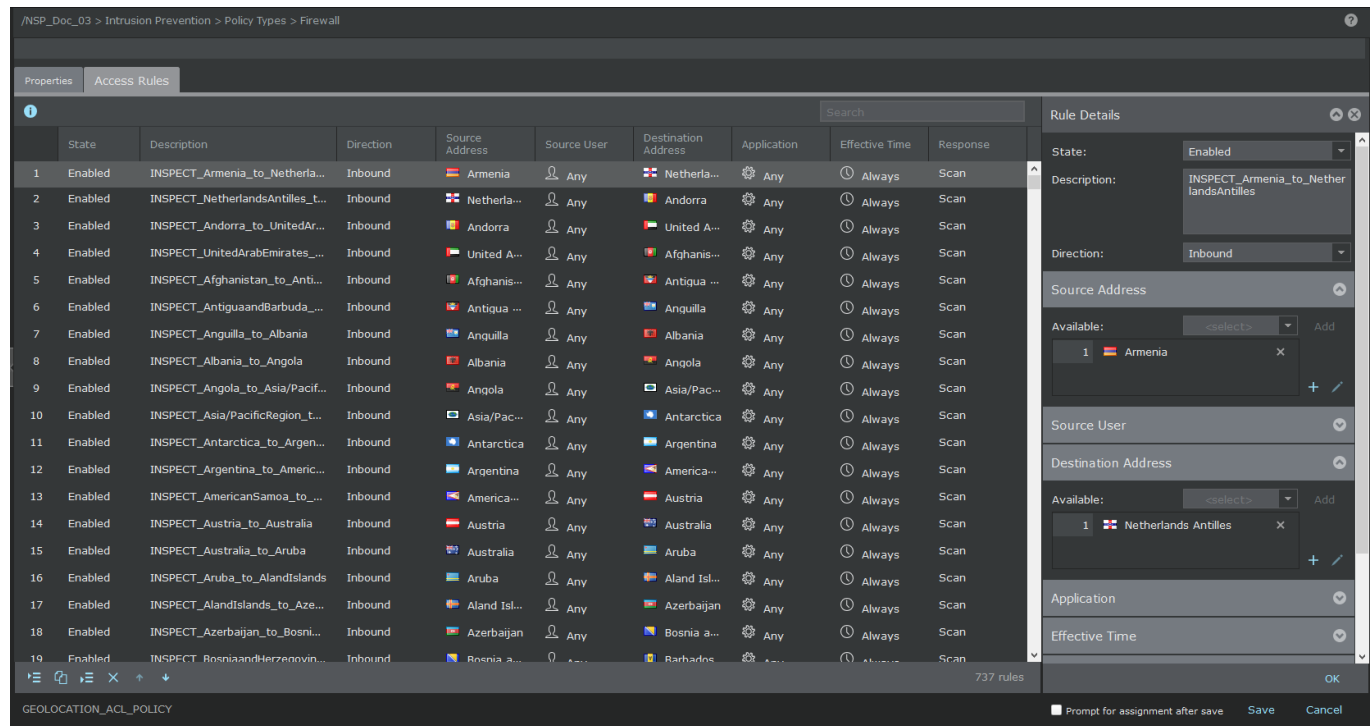 /NSP_Doc_03 > Intrusion Prevention > Policy Types > Firewall
Properties Access Rules
Search
State Description Direction Source Address Source User Destination Address Application Effective Time Response
1 Enabled INSPECT_Armenia_to_Netherla... Inbound Armenia Any Netherla... Any Always Scan
2 Enabled INSPECT_NetherlandsAntilles_t... Inbound Netherla... Any Andorra Any Always Scan
3 Enabled INSPECT_Andorra_to_UnitedAr... Inbound Andorra Any United A... Any Always Scan
4 Enabled INSPECT_UnitedArabEmirates_... Inbound United A... Any Afghanis... Any Always Scan
5 Enabled INSPECT_Afghanistan_to_Anti... Inbound Afghanis... Any Antigua ... Any Always Scan
6 Enabled INSPECT_AntiguaandBarbuda_... Inbound Antigua ... Any Anguilla Any Always Scan
7 Enabled INSPECT_Anguilla_to_Albania Inbound Anguilla Any Albania Any Always Scan
8 Enabled INSPECT_Albania_to_Angola Inbound Albania Any Angola Any Always Scan
9 Enabled INSPECT_Angola_to_Asia/Pacif... Inbound Angola Any Asia/Pac... Any Always Scan
10 Enabled INSPECT_Asia/PacificRegion_t... Inbound Asia/Pac... Any Antarctica Any Always Scan
11 Enabled INSPECT_Antarctica_to_Argen... Inbound Antarctica Any Argentina Any Always Scan
12 Enabled INSPECT_Argentina_to_Americ... Inbound Argentina Any America... Any Always Scan
13 Enabled INSPECT_AmericanSamoa_to_... Inbound America... Any Austria Any Always Scan
14 Enabled INSPECT_Austria_to_Australia Inbound Austria Any Australia Any Always Scan
15 Enabled INSPECT_Australia_to_Aruba Inbound Australia Any Aruba Any Always Scan
16 Enabled INSPECT_Aruba_to_AlandIslands Inbound Aruba Any Aland Isl... Any Always Scan
17 Enabled INSPECT_AlandIslands_to_Aze... Inbound Aland Isl... Any Azerbaijan Any Always Scan
18 Enabled INSPECT_Azerbaijan_to_Bosni... Inbound Azerbaijan Any Bosnia a... Any Always Scan
19 Enabled INSPECT_BosniaandHerzegovin... Inbound Bosnia a... Any Barbados Any Always Scan
737 rules
Rule Details
State: Enabled
Description: INSPECT_Armenia_to_Nether
landsAntilles
Direction: Inbound
Source Address
Available: <select> Add
1 Armenia
Source User
Destination Address
Available: <select> Add
1 Netherlands Antilles
Application
Effective Time
OK
GEOLOCATION_ACL_POLICY
Prompt for assignment after save Save Cancel